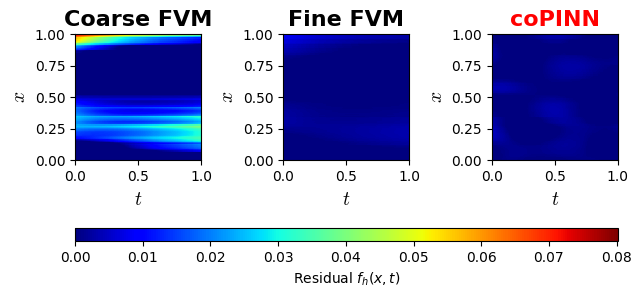 Coarse FVM Fine FVM coPINN
1.00 1.00 1.00
0.75 0.75 0.75
x 0.50 x 0.50 x 0.50
0.25 0.25 0.25
0.00 0.00 0.00
0.0 0.5 1.0 0.0 0.5 1.0 0.0 0.5 1.0
t t t
0.00 0.01 0.02 0.03 0.04 0.05 0.06 0.07 0.08
Residual f_h(x, t)